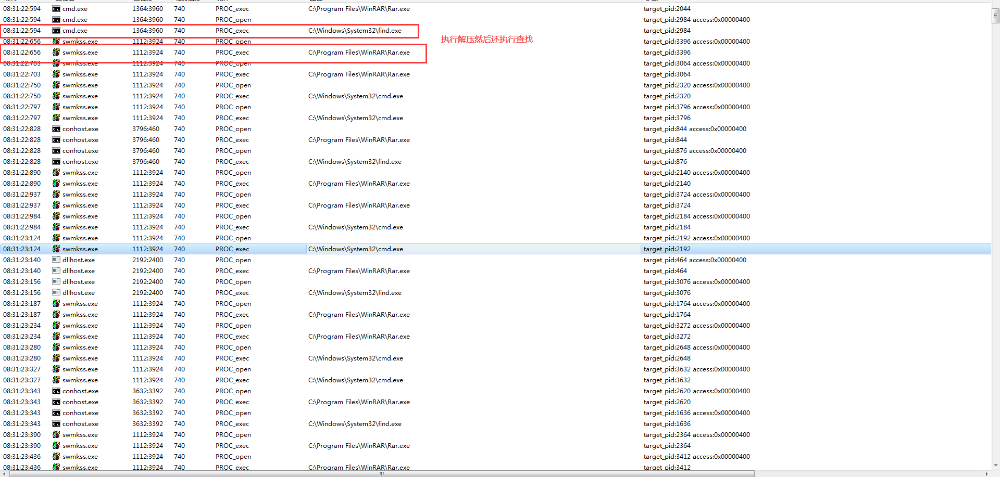 08:31:22:594 cmd.exe 1364:3960 740 PROC_exec C:\Program Files\WinRAR\Rar.exe target_pid:2044
08:31:22:594 cmd.exe 1364:3960 740 PROC_open target_pid:2984 access:0x00000400
08:31:22:594 cmd.exe 1364:3960 740 PROC_exec C:\Windows\System32\find.exe target_pid:2984
执行解压然后还执行查找
08:31:22:656 swmkss.exe 1112:3924 740 PROC_open target_pid:3396 access:0x00000400
08:31:22:656 swmkss.exe 1112:3924 740 PROC_exec C:\Program Files\WinRAR\Rar.exe target_pid:3396
08:31:22:703 swmkss.exe 1112:3924 740 PROC_open target_pid:3064 access:0x00000400
08:31:22:703 swmkss.exe 1112:3924 740 PROC_exec C:\Program Files\WinRAR\Rar.exe target_pid:3064
08:31:22:750 swmkss.exe 1112:3924 740 PROC_open target_pid:2320 access:0x00000400
08:31:22:750 swmkss.exe 1112:3924 740 PROC_exec C:\Windows\System32\cmd.exe target_pid:2320
08:31:22:797 swmkss.exe 1112:3924 740 PROC_open target_pid:3796 access:0x00000400
08:31:22:797 swmkss.exe 1112:3924 740 PROC_exec C:\Windows\System32\cmd.exe target_pid:3796
08:31:22:828 conhost.exe 3796:460 740 PROC_open target_pid:844 access:0x00000400
08:31:22:828 conhost.exe 3796:460 740 PROC_exec C:\Program Files\WinRAR\Rar.exe target_pid:844
08:31:22:828 conhost.exe 3796:460 740 PROC_open target_pid:876 access:0x00000400
08:31:22:828 conhost.exe 3796:460 740 PROC_exec C:\Windows\System32\find.exe target_pid:876
08:31:22:890 swmkss.exe 1112:3924 740 PROC_open target_pid:2140 access:0x00000400
08:31:22:890 swmkss.exe 1112:3924 740 PROC_exec C:\Program Files\WinRAR\Rar.exe target_pid:2140
08:31:22:937 swmkss.exe 1112:3924 740 PROC_open target_pid:3724 access:0x00000400
08:31:22:937 swmkss.exe 1112:3924 740 PROC_exec C:\Program Files\WinRAR\Rar.exe target_pid:3724
08:31:22:984 swmkss.exe 1112:3924 740 PROC_open target_pid:2184 access:0x00000400
08:31:22:984 swmkss.exe 1112:3924 740 PROC_exec C:\Windows\System32\cmd.exe target_pid:2184
08:31:23:124 swmkss.exe 1112:3924 740 PROC_open target_pid:2192 access:0x00000400
08:31:23:124 swmkss.exe 1112:3924 740 PROC_exec C:\Windows\System32\cmd.exe target_pid:2192
08:31:23:140 dllhost.exe 2192:2400 740 PROC_open target_pid:464 access:0x00000400
08:31:23:140 dllhost.exe 2192:2400 740 PROC_exec C:\Program Files\WinRAR\Rar.exe target_pid:464
08:31:23:156 dllhost.exe 2192:2400 740 PROC_open target_pid:3076 access:0x00000400
08:31:23:156 dllhost.exe 2192:2400 740 PROC_exec C:\Windows\System32\find.exe target_pid:3076
08:31:23:187 swmkss.exe 1112:3924 740 PROC_open target_pid:1764 access:0x00000400
08:31:23:187 swmkss.exe 1112:3924 740 PROC_exec C:\Program Files\WinRAR\Rar.exe target_pid:1764
08:31:23:234 swmkss.exe 1112:3924 740 PROC_open target_pid:3272 access:0x00000400
08:31:23:234 swmkss.exe 1112:3924 740 PROC_exec C:\Program Files\WinRAR\Rar.exe target_pid:3272
08:31:23:280 swmkss.exe 1112:3924 740 PROC_open target_pid:2648 access:0x00000400
08:31:23:280 swmkss.exe 1112:3924 740 PROC_exec C:\Windows\System32\cmd.exe target_pid:2648
08:31:23:327 swmkss.exe 1112:3924 740 PROC_open target_pid:3632 access:0x00000400
08:31:23:327 swmkss.exe 1112:3924 740 PROC_exec C:\Windows\System32\cmd.exe target_pid:3632
08:31:23:343 conhost.exe 3632:3392 740 PROC_open target_pid:2620 access:0x00000400
08:31:23:343 conhost.exe 3632:3392 740 PROC_exec C:\Program Files\WinRAR\Rar.exe target_pid:2620
08:31:23:343 conhost.exe 3632:3392 740 PROC_open target_pid:1636 access:0x00000400
08:31:23:343 conhost.exe 3632:3392 740 PROC_exec C:\Windows\System32\find.exe target_pid:1636
08:31:23:390 swmkss.exe 1112:3924 740 PROC_open target_pid:2364 access:0x00000400
08:31:23:390 swmkss.exe 1112:3924 740 PROC_exec C:\Program Files\WinRAR\Rar.exe target_pid:2364
08:31:23:436 swmkss.exe 1112:3924 740 PROC_open target_pid:3412 access:0x00000400
08:31:23:436 swmkss.exe 1112:3924 740 PROC_exec C:\Program Files\WinRAR\Rar.exe target_pid:3412